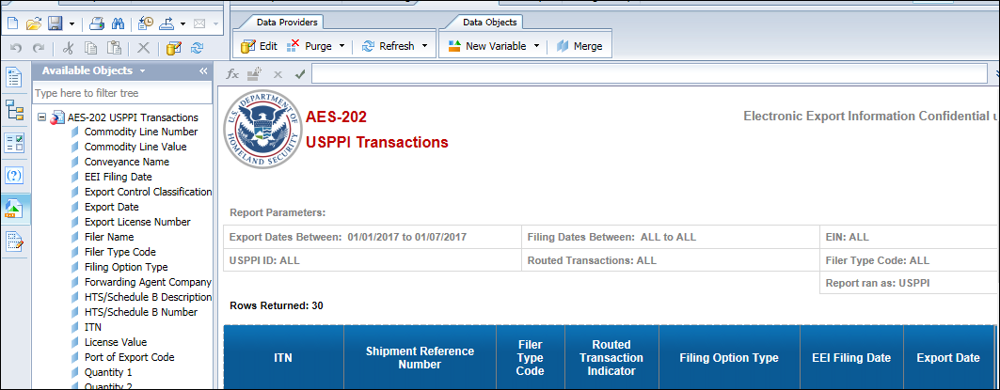 Data Providers
Data Objects
Edit
Purge
Refresh
New Variable
Merge
Available Objects
Type here to filter tree
AES-202 USPPI Transactions
Commodity Line Number
Commodity Line Value
Conveyance Name
EEI Filing Date
Export Control Classification
Export Date
Export License Number
Filer Name
Filer Type Code
Filing Option Type
Forwarding Agent Company
HTS/Schedule B Description
HTS/Schedule B Number
ITN
License Value
Port of Export Code
Quantity 1
Quantity 2
fx
U.S. DEPARTMENT OF
HOMELAND SECURITY
AES-202
USPPI Transactions
Electronic Export Information Confidential
Report Parameters:
Export Dates Between: 01/01/2017 to 01/07/2017
Filing Dates Between: ALL to ALL
EIN: ALL
USPPI ID: ALL
Routed Transactions: ALL
Filer Type Code: ALL
Report ran as: USPPI
Rows Returned: 30
ITN
Shipment Reference
Number
Filer
Type
Code
Routed
Transaction
Indicator
Filing Option Type
EEI Filing Date
Export Date